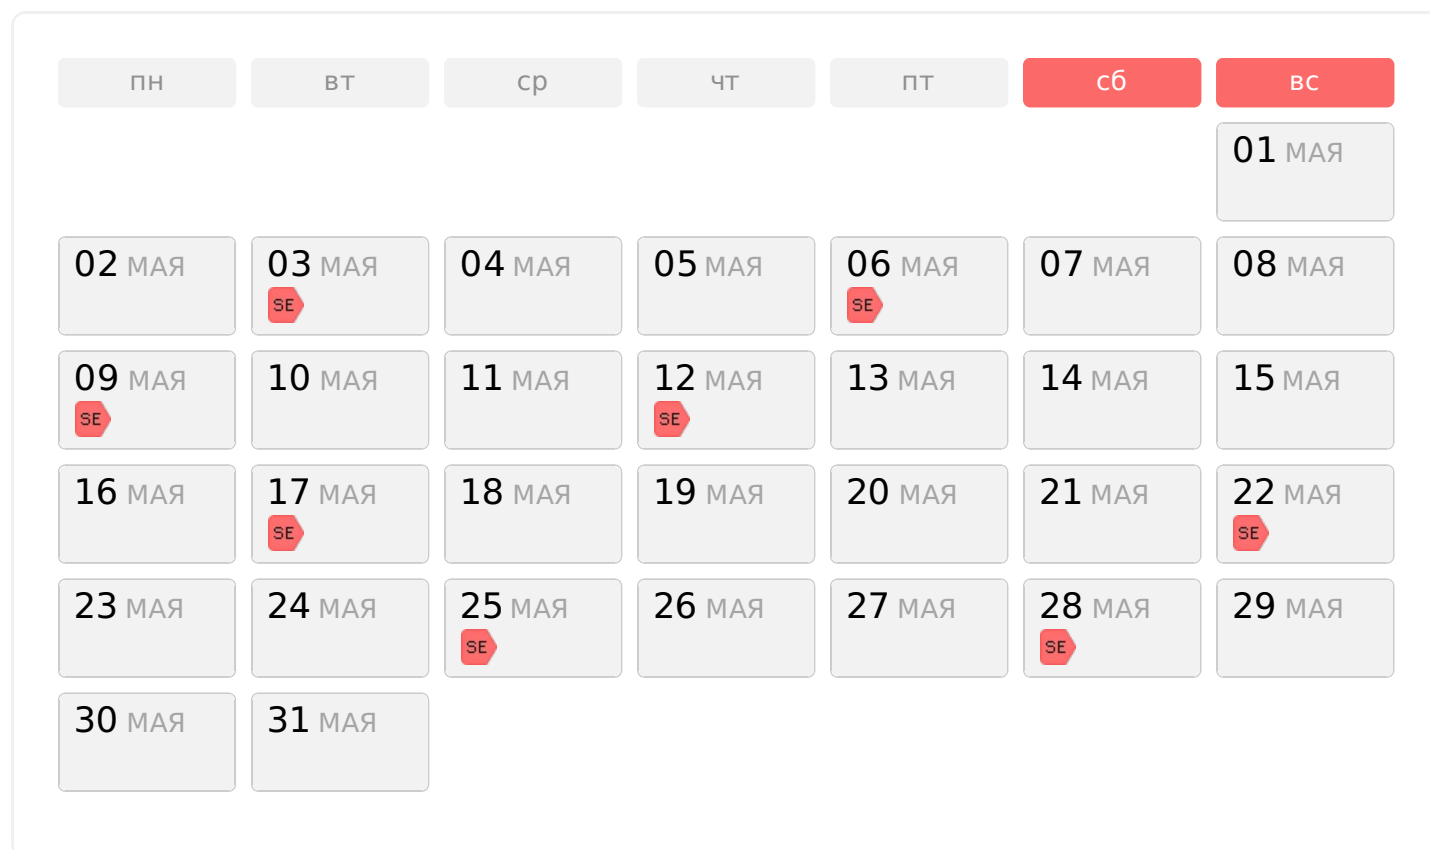 пн вт ср чт пт сб вс
01 МАЯ
02 МАЯ 03 МАЯ 04 МАЯ 05 МАЯ 06 МАЯ 07 МАЯ 08 МАЯ
SE SE
09 МАЯ 10 МАЯ 11 МАЯ 12 МАЯ 13 МАЯ 14 МАЯ 15 МАЯ
SE SE
16 МАЯ 17 МАЯ 18 МАЯ 19 МАЯ 20 МАЯ 21 МАЯ 22 МАЯ
SE SE
23 МАЯ 24 МАЯ 25 МАЯ 26 МАЯ 27 МАЯ 28 МАЯ 29 МАЯ
SE SE
30 МАЯ 31 МАЯ